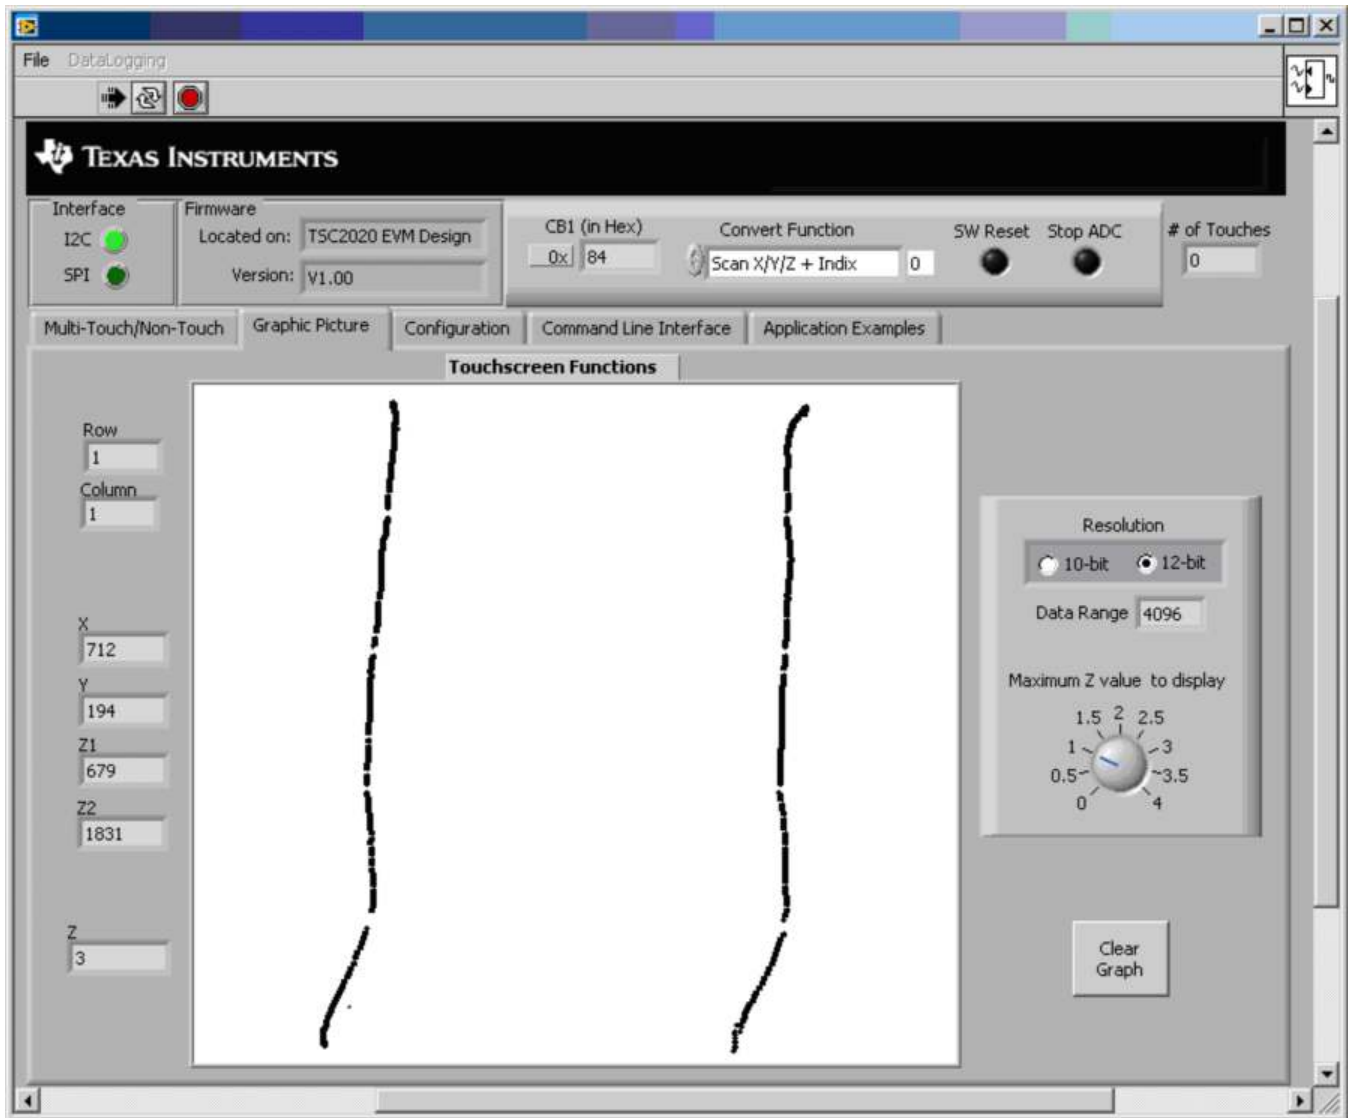 File DataLogging
TEXAS INSTRUMENTS
Interface
I2C
SPI
Firmware
Located on: TSC2020 EVM Design
Version: V1.00
CB1 (in Hex)
0x 84
Convert Function
Scan X/Y/Z + Indix 0
SW Reset Stop ADC
# of Touches
0
Multi-Touch/Non-Touch Graphic Picture Configuration Command Line Interface Application Examples
Touchscreen Functions
Row
1
Column
1
X
712
Y
194
Z1
679
Z2
1831
Z
3
Resolution
10-bit 12-bit
Data Range 4096
Maximum Z value to display
1.5 2 2.5
1 3
0.5 3.5
0 4
Clear
Graph